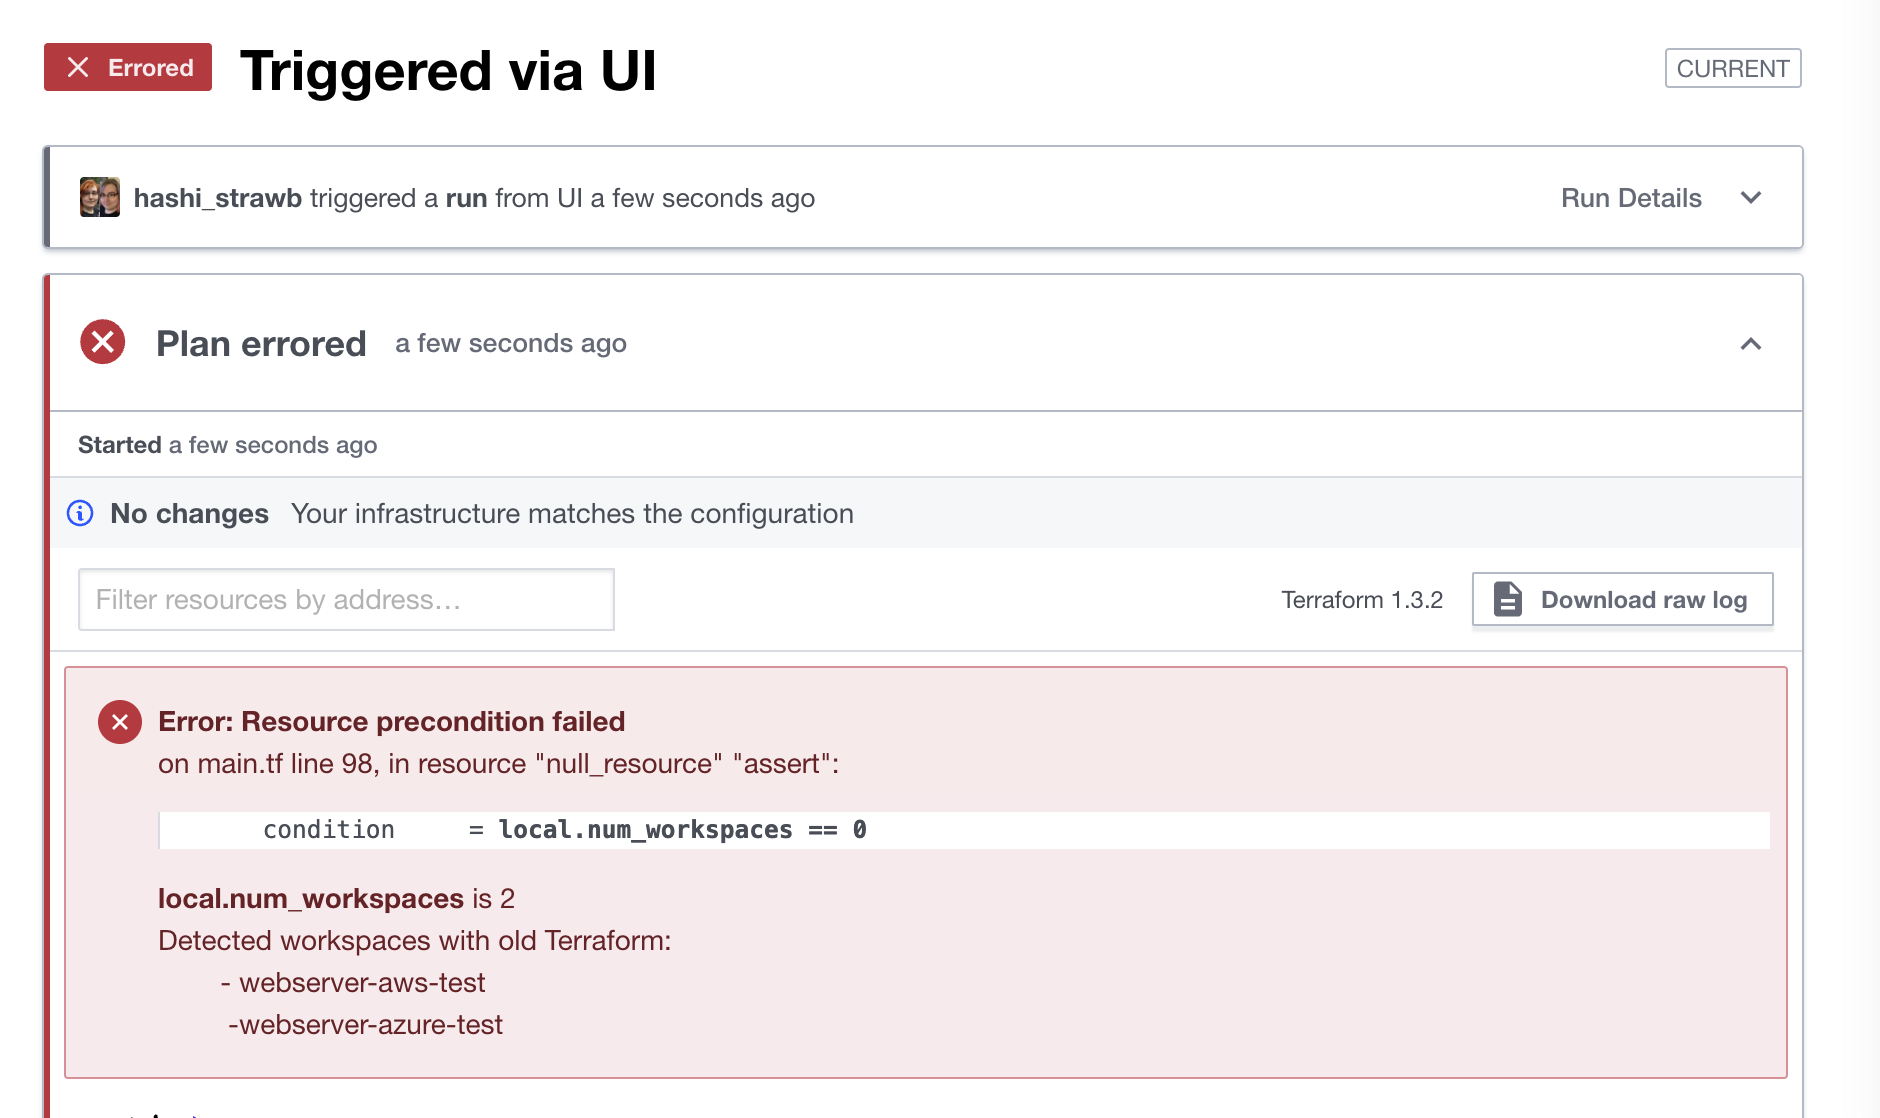 Errored
Triggered via UI
CURRENT
hashi_strawb triggered a run from UI a few seconds ago
Run Details
Plan errored a few seconds ago
Started a few seconds ago
No changes Your infrastructure matches the configuration
Filter resources by address...
Terraform 1.3.2
Download raw log
Error: Resource precondition failed
on main.tf line 98, in resource "null_resource" "assert":
condition = local.num_workspaces == 0
local.num_workspaces is 2
Detected workspaces with old Terraform:
- webserver-aws-test
-webserver-azure-test